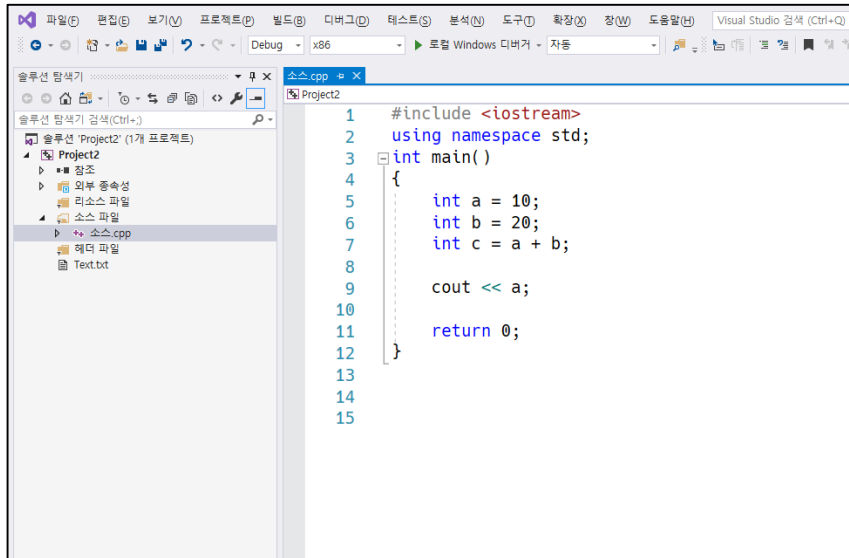 파일(F) 편집(E) 보기(V) 프로젝트(P) 빌드(B) 디버그(D) 테스트(S) 분석(N) 도구(T) 확장(X) 창(W) 도움말(H) Visual Studio 검색 (Ctrl+Q)
Debug x86 로컬 Windows 디버거 자동
솔루션 탐색기
솔루션 탐색기 검색(Ctrl+;)
솔루션 'Project2' (1개 프로젝트)
Project2
참조
외부 종속성
리소스 파일
소스 파일
소스.cpp
헤더 파일
Text.txt
소스.cpp
Project2
1 #include <iostream>
2 using namespace std;
3 int main()
4 {
5 int a = 10;
6 int b = 20;
7 int c = a + b;
8
9 cout << a;
10
11 return 0;
12 }
13
14
15